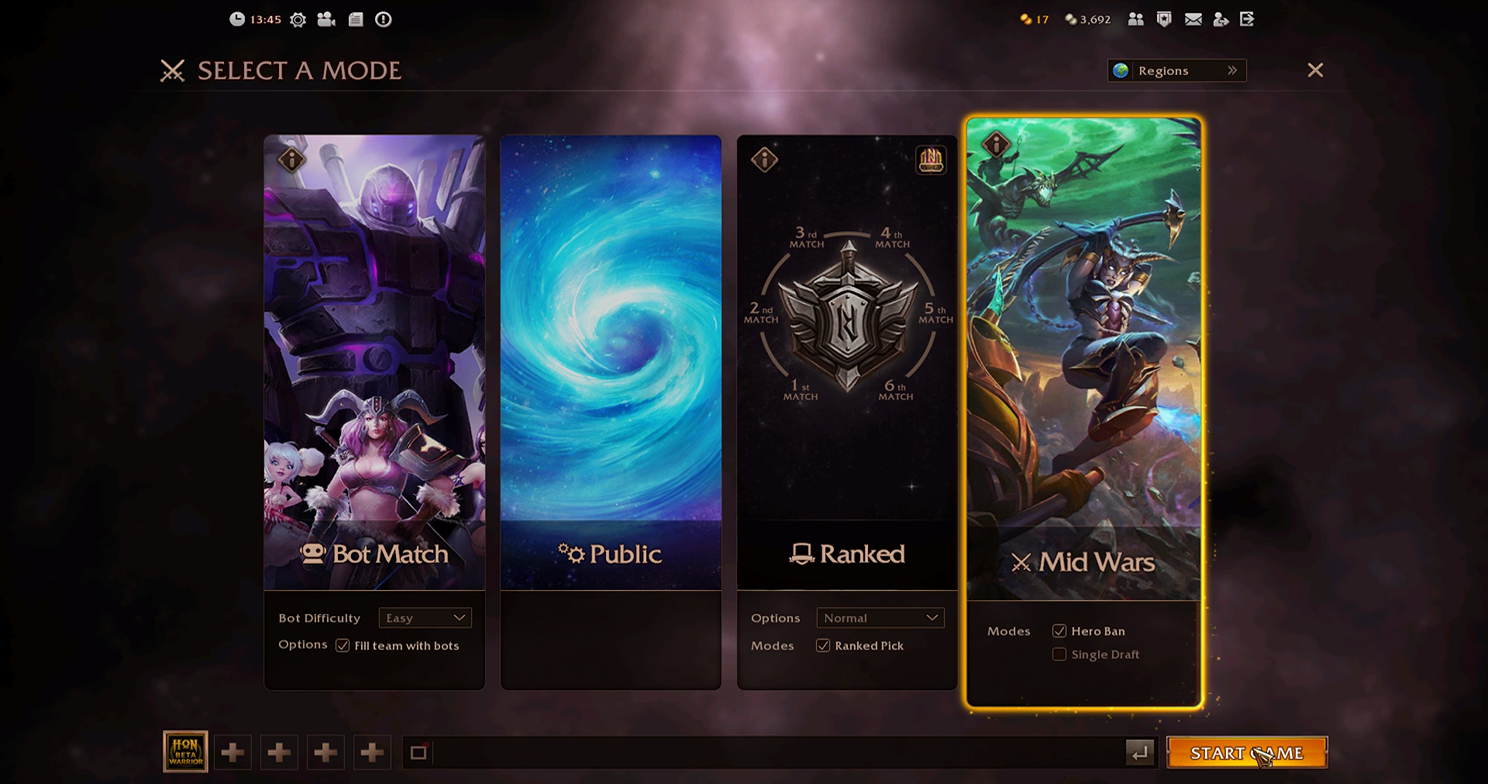 13:45
17
3,692
SELECT A MODE
Regions
3rd MATCH
4th MATCH
2nd MATCH
5th MATCH
1st MATCH
6th MATCH
Bot Match
Public
Ranked
Mid Wars
Bot Difficulty Easy
Options Fill team with bots
Options Normal
Modes Ranked Pick
Modes Hero Ban
Single Draft
HON
BETA
WARRIOR
START GAME